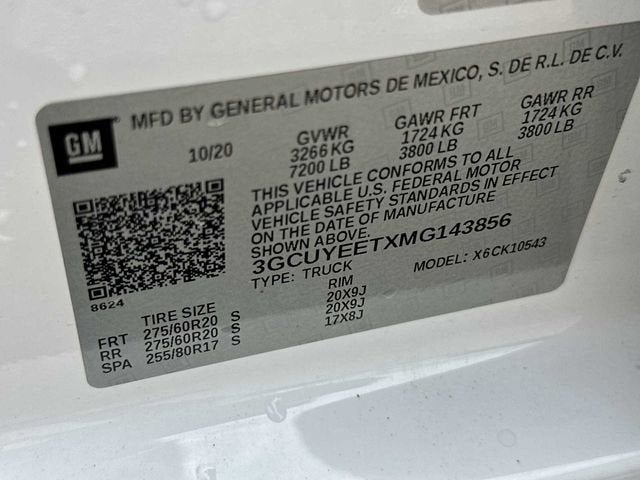 GM
MFD BY GENERAL MOTORS DE MEXICO, S. DE R.L. DE C.V.
10/20 GVWR GAWR FRT GAWR RR
3266 KG 1724 KG 1724 KG
7200 LB 3800 LB 3800 LB
THIS VEHICLE CONFORMS TO ALL
APPLICABLE U.S. FEDERAL MOTOR
VEHICLE SAFETY STANDARDS IN EFFECT
ON THE DATE OF MANUFACTURE
SHOWN ABOVE.
3GCUYEETXMG143856
TYPE: TRUCK MODEL: X6CK10543
8624
TIRE SIZE RIM
FRT 275/60R20 S 20X9J
RR 275/60R20 S 20X9J
SPA 255/80R17 S 17X8J